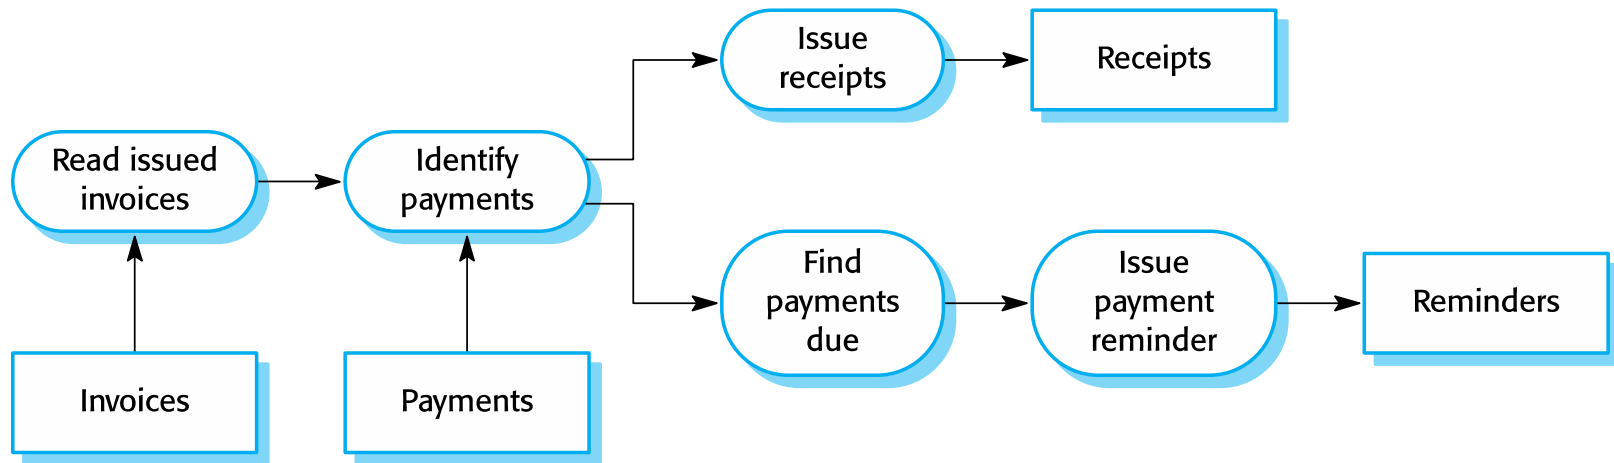 Issue
receipts
Receipts
Read issued
invoices
Identify
payments
Find
payments
due
Issue
payment
reminder
Reminders
Invoices
Payments